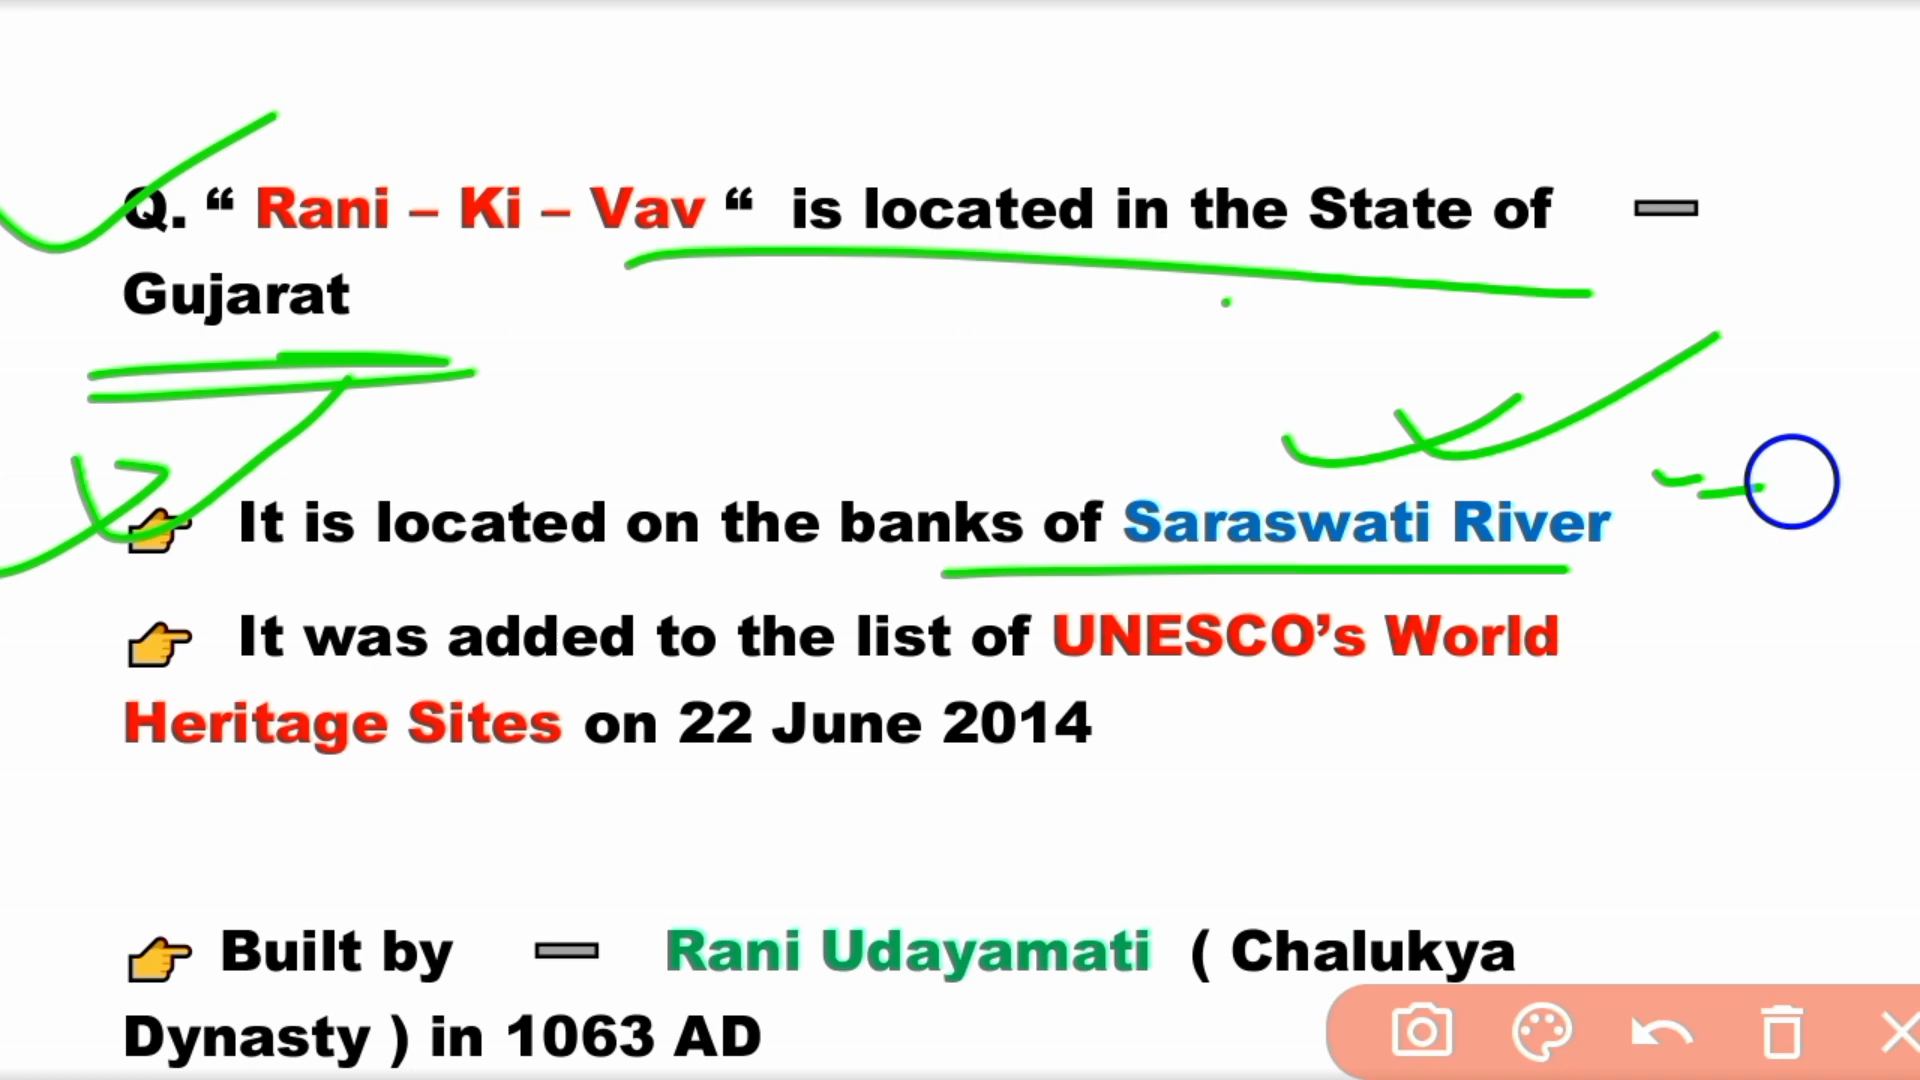 Q. “ Rani – Ki – Vav “ is located in the State of ➖
Gujarat
👉 It is located on the banks of Saraswati River
👉 It was added to the list of UNESCO’s World
Heritage Sites on 22 June 2014
👉 Built by ➖ Rani Udayamati ( Chalukya
Dynasty ) in 1063 AD